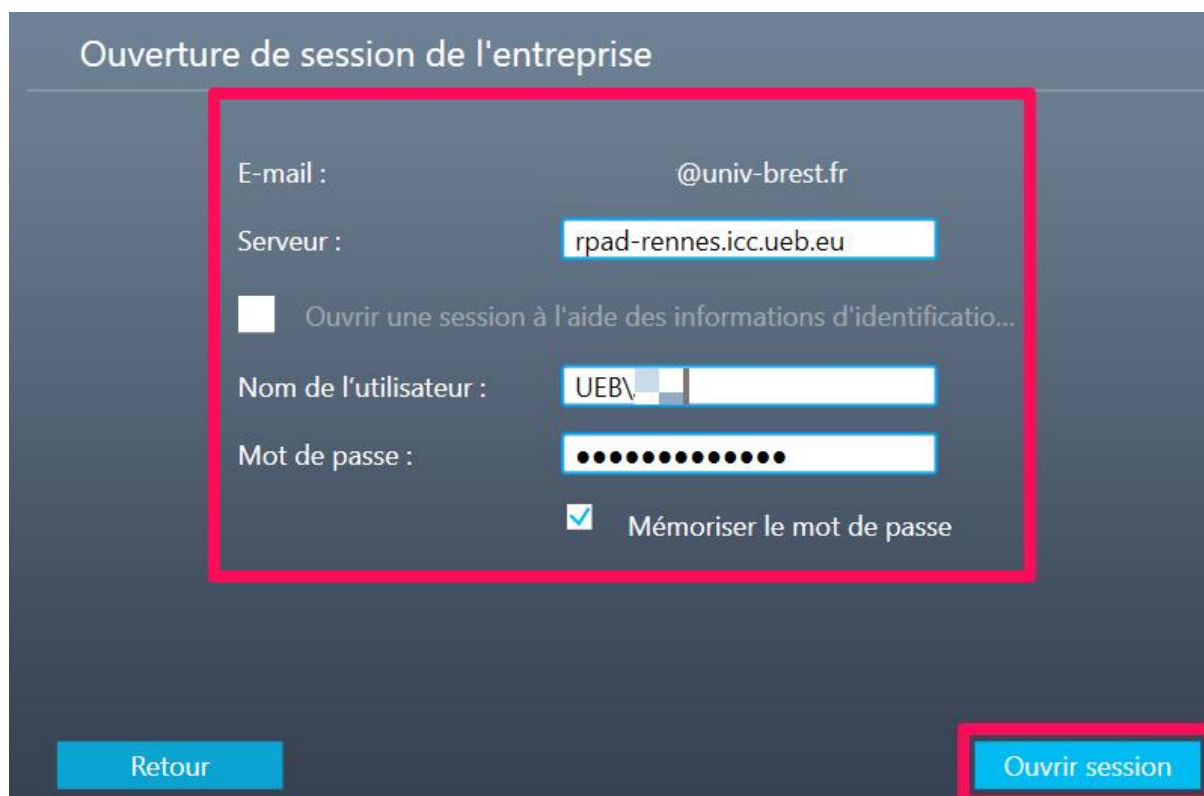 Ouverture de session de l'entreprise
E-mail : @univ-brest.fr
Serveur : rpad-rennes.icc.ueb.eu
Ouvrir une session à l'aide des informations d'identificatio...
Nom de l’utilisateur : UEB\
Mot de passe : ●●●●●●●●●●●●●
Mémoriser le mot de passe
Retour Ouvrir session